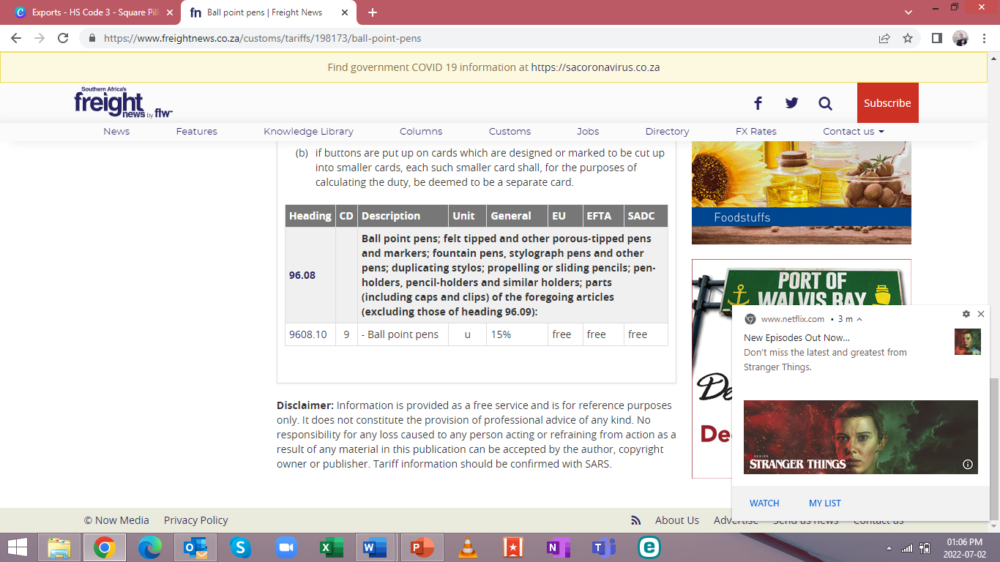 Exports - HS Code 3 - Square Pill
Ball point pens | Freight News
https://www.freightnews.co.za/customs/tariffs/198173/ball-point-pens
Find government COVID 19 information at https://sacoronavirus.co.za
Southern Africa's
freight
news by ftw
Subscribe
News Features Knowledge Library Columns Customs Jobs Directory FX Rates Contact us
(b) if buttons are put up on cards which are designed or marked to be cut up
into smaller cards, each such smaller card shall, for the purposes of
calculating the duty, be deemed to be a separate card.
Heading CD Description Unit General EU EFTA SADC
96.08
Ball point pens; felt tipped and other porous-tipped pens
and markers; fountain pens, stylograph pens and other
pens; duplicating stylos; propelling or sliding pencils; pen-
holders, pencil-holders and similar holders; parts
(including caps and clips) of the foregoing articles
(excluding those of heading 96.09):
9608.10 9 - Ball point pens u 15% free free free
Disclaimer: Information is provided as a free service and is for reference purposes
only. It does not constitute the provision of professional advice of any kind. No
responsibility for any loss caused to any person acting or refraining from action as a
result of any material in this publication can be accepted by the author, copyright
owner or publisher. Tariff information should be confirmed with SARS.
Foodstuffs
PORT OF
WALVIS BAY
De
De
www.netflix.com • 3 m
New Episodes Out Now...
Don't miss the latest and greatest from
Stranger Things.
SERIES
STRANGER THINGS
WATCH MY LIST
© Now Media Privacy Policy
About Us Advertise Send us news Contact us
01:06 PM
2022-07-02